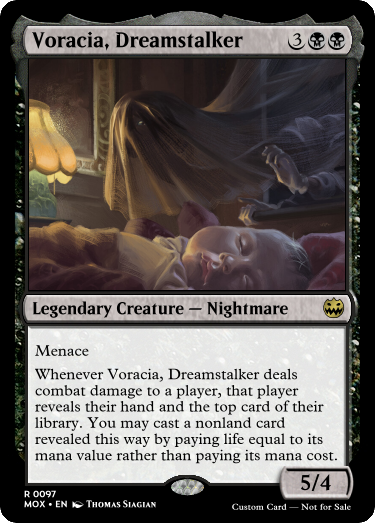 Voracia, Dreamstalker 3
Legendary Creature — Nightmare
Menace
Whenever Voracia, Dreamstalker deals
combat damage to a player, that player
reveals their hand and the top card of their
library. You may cast a nonland card
revealed this way by paying life equal to its
mana value rather than paying its mana cost.
5/4
R 0097
MOX • EN Thomas Siagian
Custom Card — Not for Sale